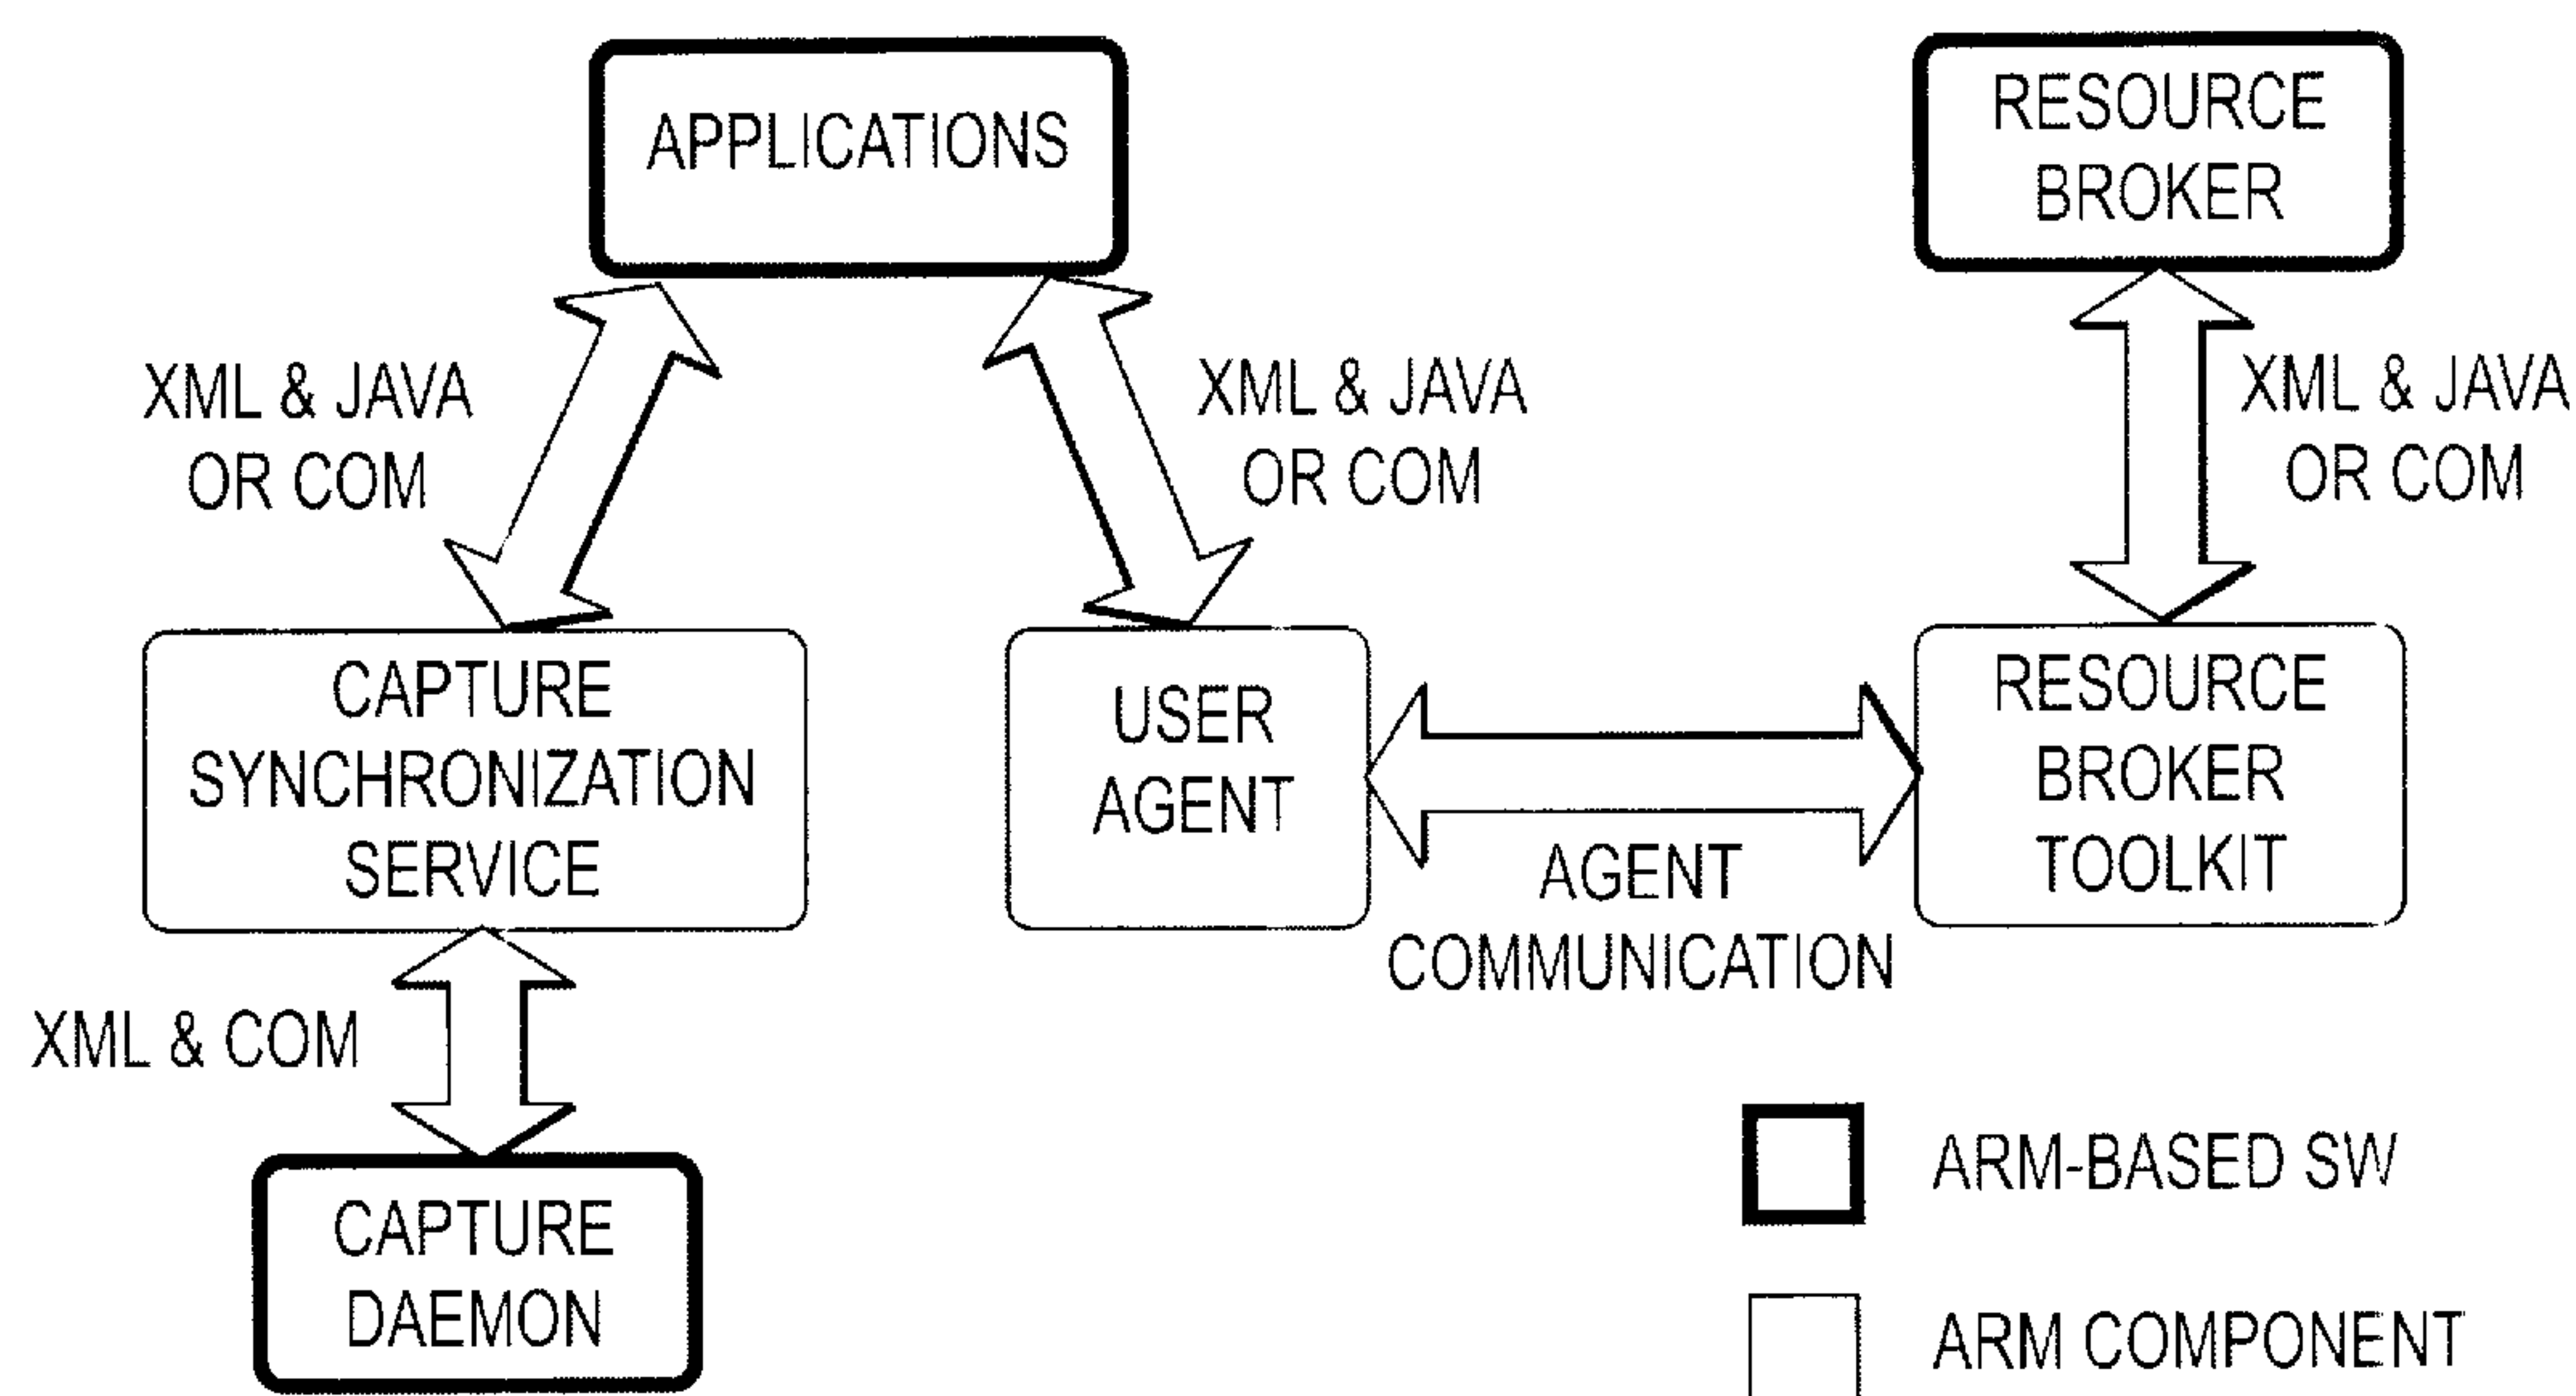 APPLICATIONS
RESOURCE
BROKER
XML & JAVA
OR COM
XML & JAVA
OR COM
XML & JAVA
OR COM
CAPTURE
SYNCHRONIZATION
SERVICE
USER
AGENT
RESOURCE
BROKER
TOOLKIT
AGENT
COMMUNICATION
XML & COM
CAPTURE
DAEMON
ARM-BASED SW
ARM COMPONENT